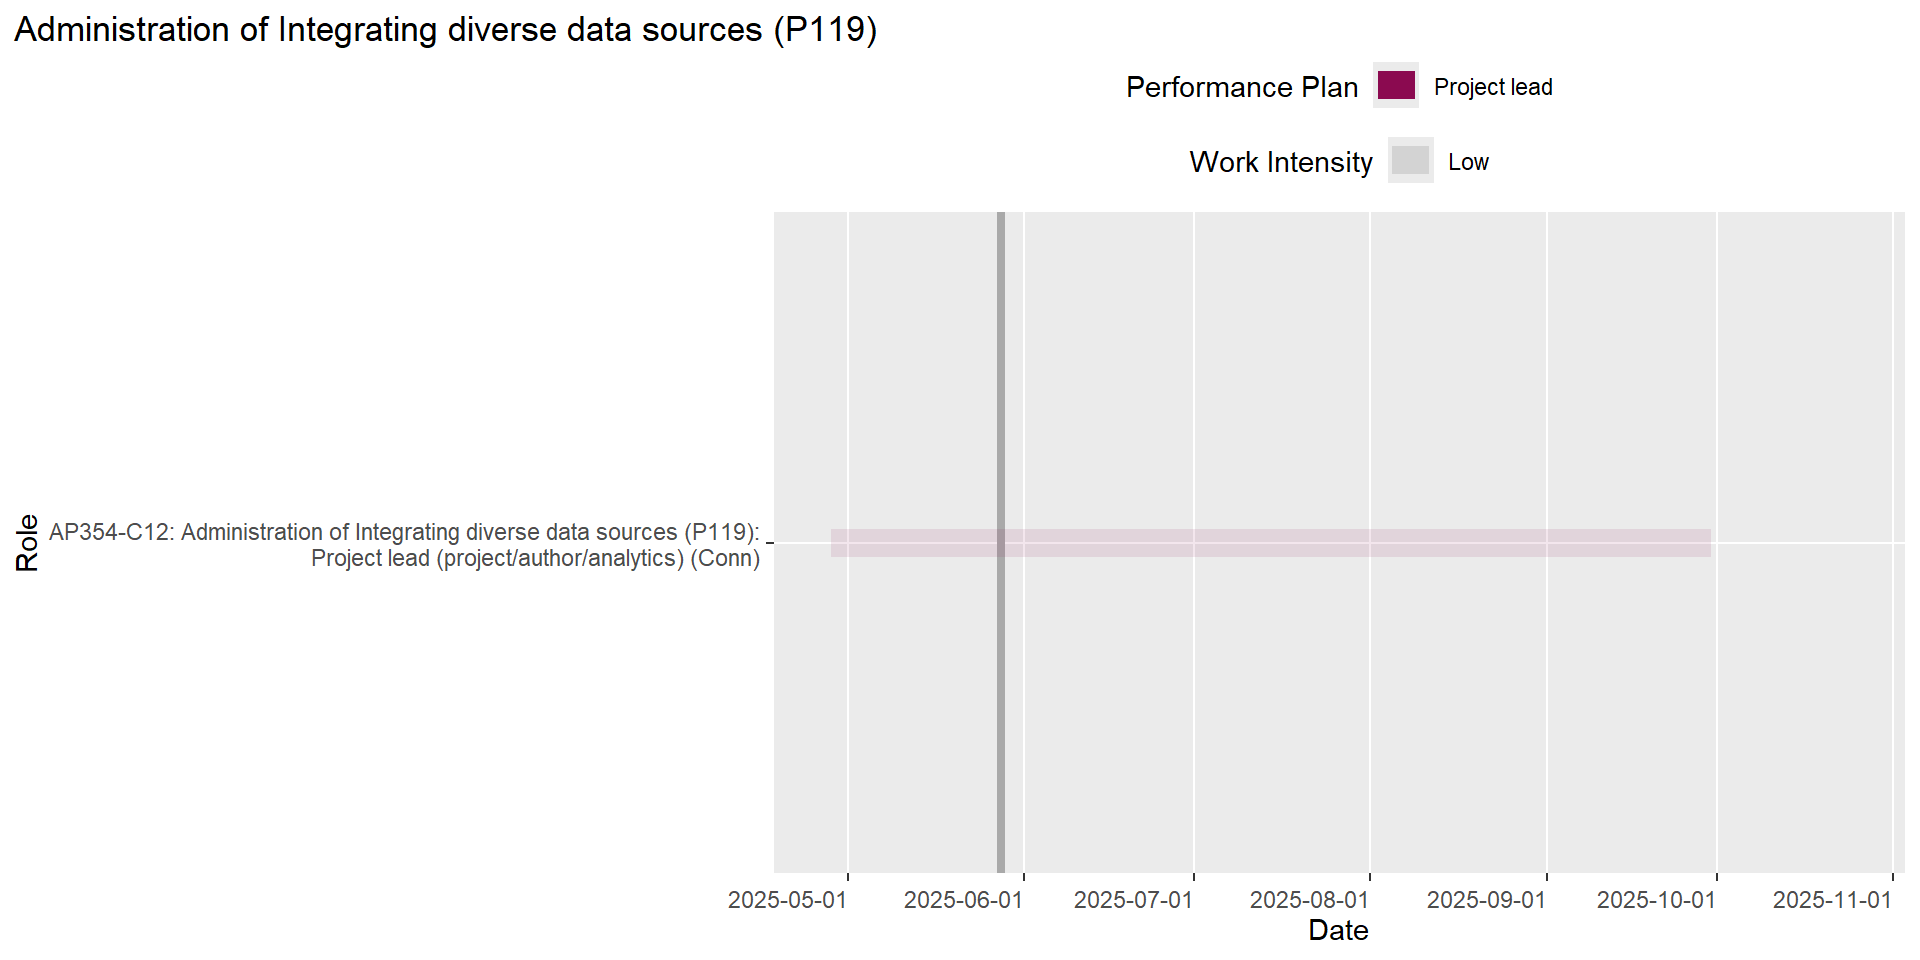 Administration of Integrating diverse data sources (P119)
Performance Plan
Project lead
Work Intensity
Low
Role
AP354-C12: Administration of Integrating diverse data sources (P119):
Project lead (project/author/analytics) (Conn)
2025-05-01
2025-06-01
2025-07-01
2025-08-01
2025-09-01
2025-10-01
2025-11-01
Date